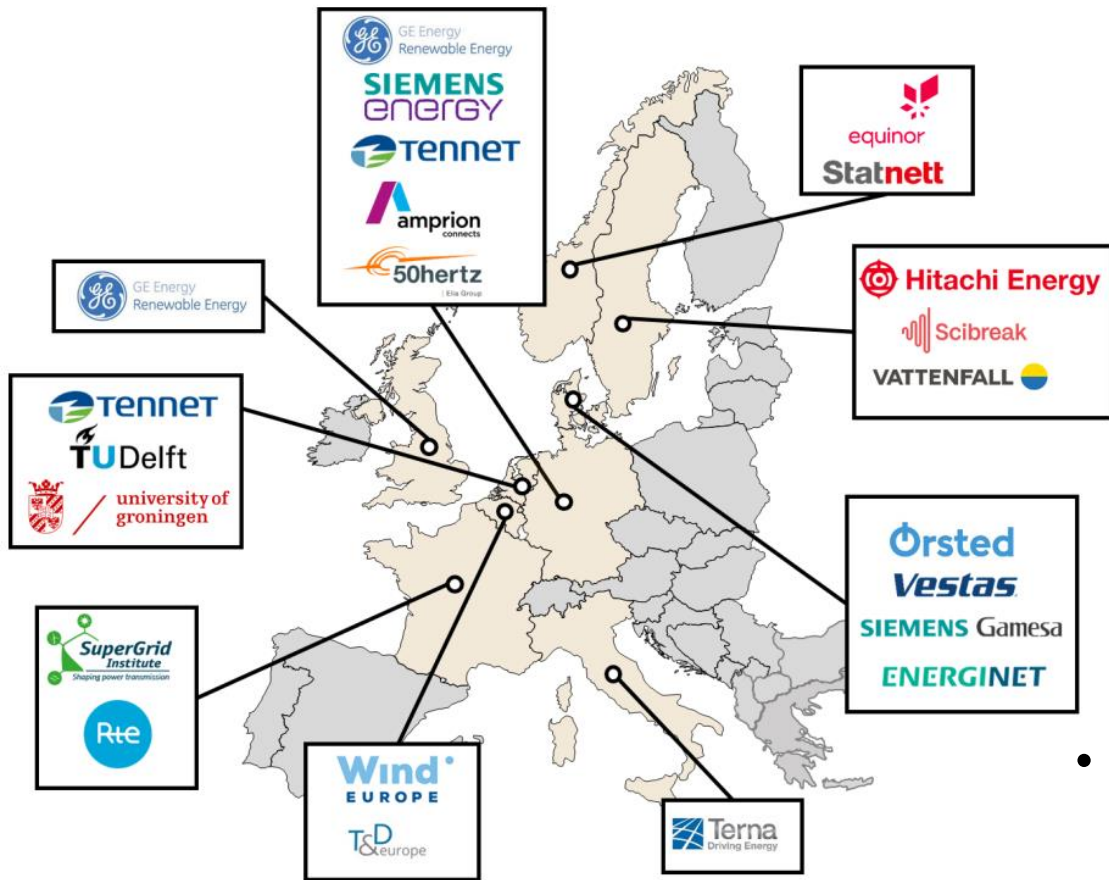 GE
GE Energy
Renewable Energy
SIEMENS
energy
TENNET
amprion
connects
50hertz
| Elia Group
equinor
Statnett
GE
GE Energy
Renewable Energy
Hitachi Energy
Scibreak
VATTENFALL
TENNET
TUDelft
university of
groningen
Ørsted
Vestas
SIEMENS Gamesa
ENERGINET
SuperGrid
Institute
Shaping power transmission
Rte
Wind
EUROPE
T&D
europe
Terna
Driving Energy